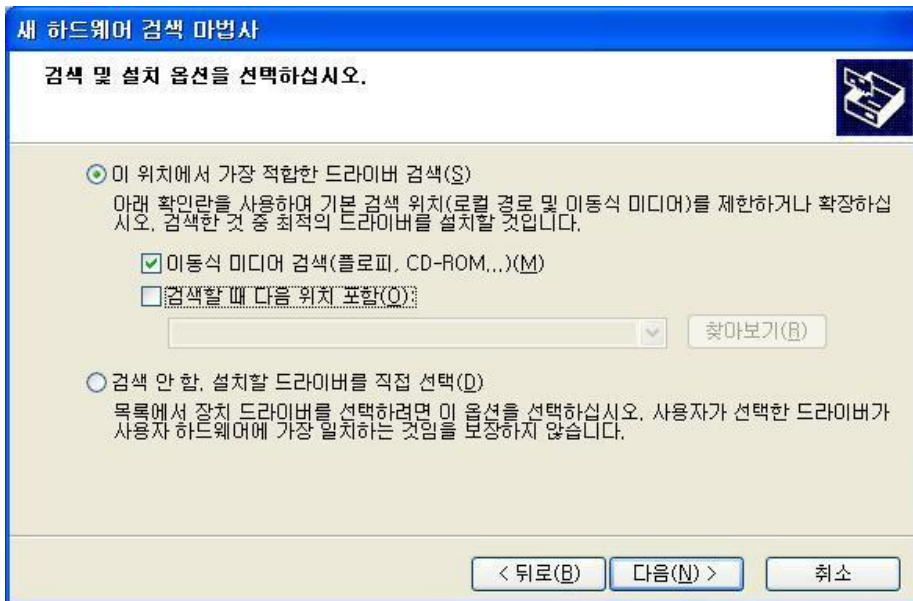 새 하드웨어 검색 마법사
검색 및 설치 옵션을 선택하십시오.
이 위치에서 가장 적합한 드라이버 검색(S)
아래 확인란을 사용하여 기본 검색 위치(로컬 경로 및 이동식 미디어)를 제한하거나 확장하십
시오. 검색한 것 중 최적의 드라이버를 설치할 것입니다.
이동식 미디어 검색(플로피, CD-ROM...)(M)
검색할 때 다음 위치 포함(O):
찾아보기(R)
검색 안 함. 설치할 드라이버를 직접 선택(D)
목록에서 장치 드라이버를 선택하려면 이 옵션을 선택하십시오. 사용자가 선택한 드라이버가
사용자 하드웨어에 가장 일치하는 것임을 보장하지 않습니다.
< 뒤로(B) 다음(N) > 취소